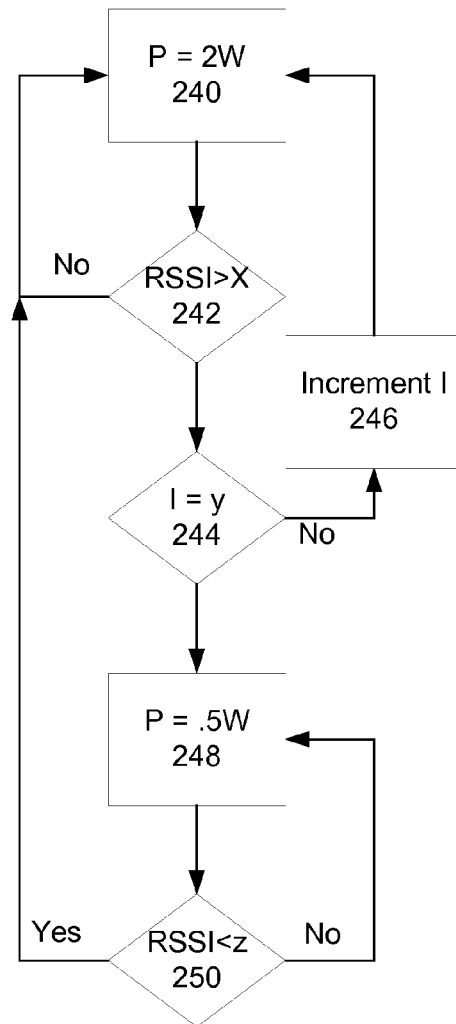 P = 2W
240
No
RSSI>X
242
Increment I
246
I = y
244
No
P = .5W
248
Yes
RSSI<z
250
No